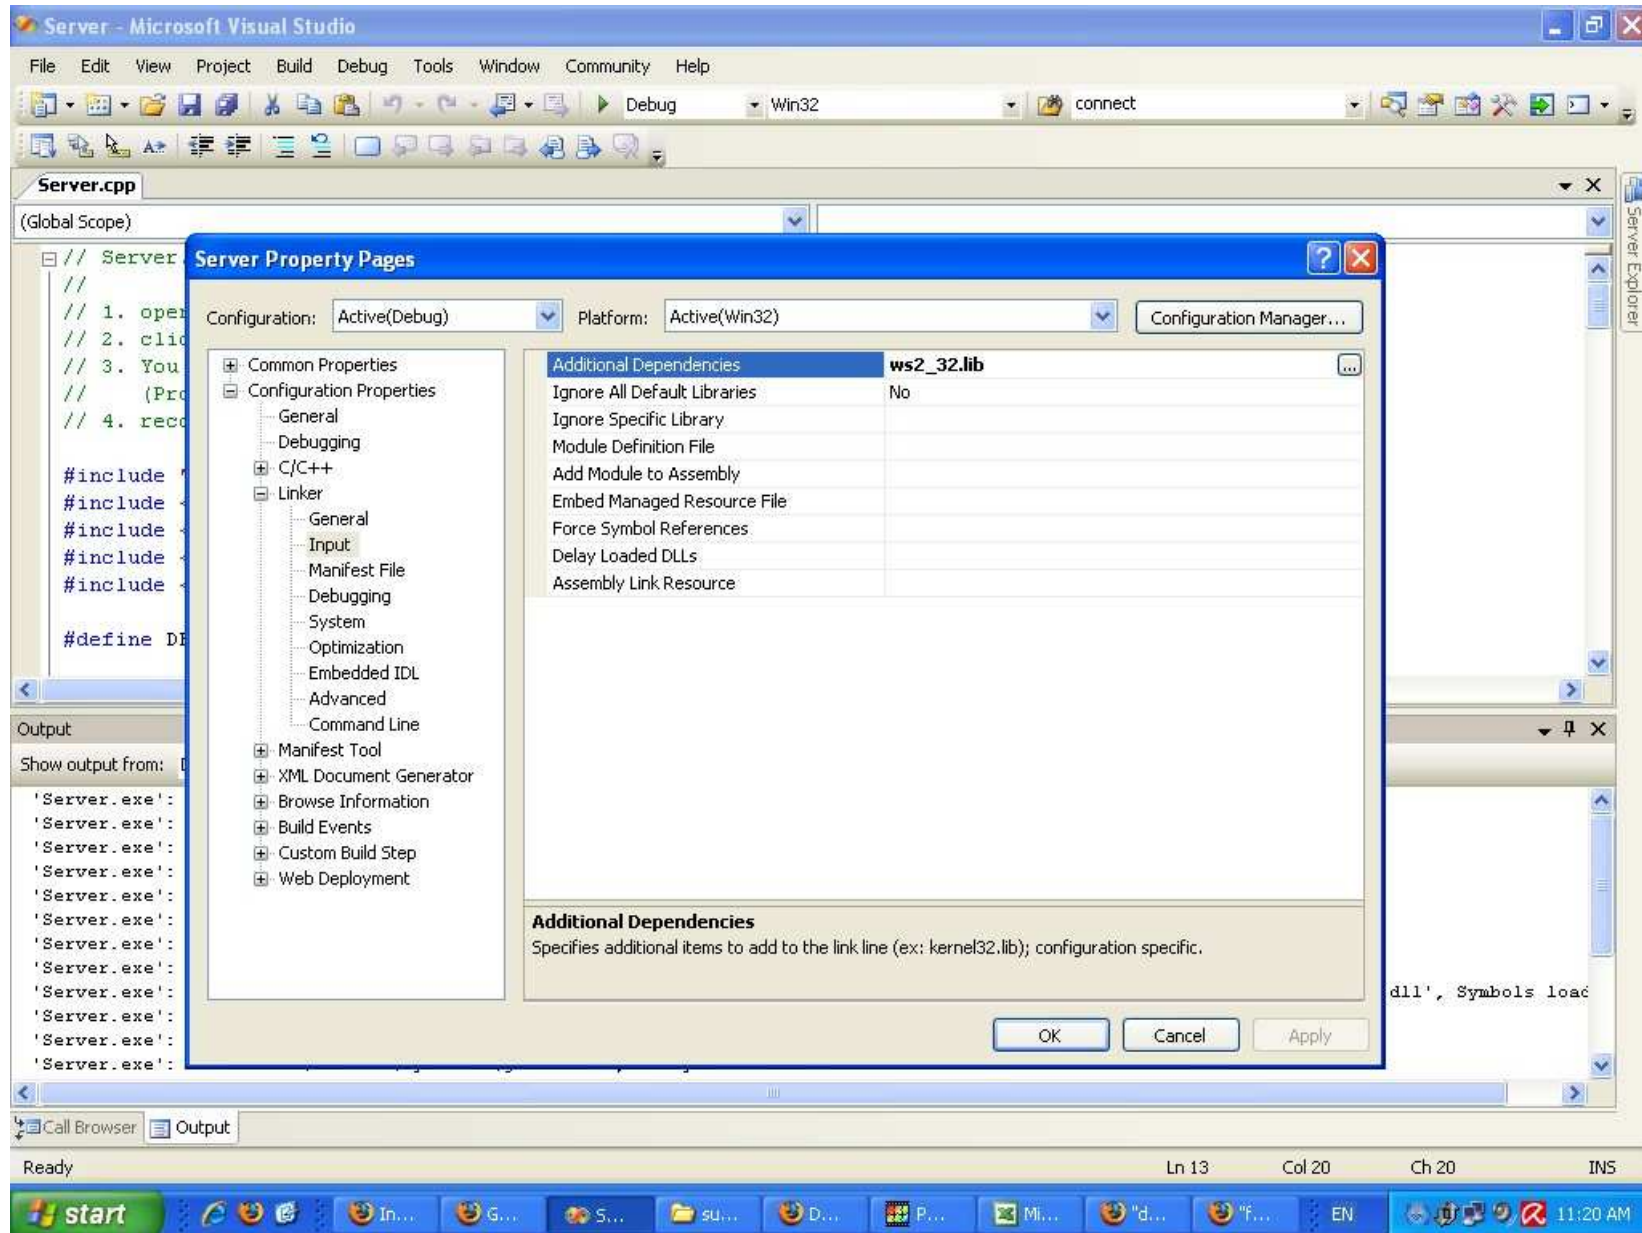 Server - Microsoft Visual Studio
File Edit View Project Build Debug Tools Window Community Help
Debug Win32 connect
Server.cpp
(Global Scope)
Server Explorer
// Server
//
// 1. oper
// 2. clic
// 3. You
// (Pro
// 4. reco
#include
#include <
#include <
#include <
#include <
#define DE
Server Property Pages
Configuration: Active(Debug) Platform: Active(Win32) Configuration Manager...
Common Properties
Configuration Properties
General
Debugging
C/C++
Linker
General
Input
Manifest File
Debugging
System
Optimization
Embedded IDL
Advanced
Command Line
Manifest Tool
XML Document Generator
Browse Information
Build Events
Custom Build Step
Web Deployment
Additional Dependencies ws2_32.lib ...
Ignore All Default Libraries No
Ignore Specific Library
Module Definition File
Add Module to Assembly
Embed Managed Resource File
Force Symbol References
Delay Loaded DLLs
Assembly Link Resource
Additional Dependencies
Specifies additional items to add to the link line (ex: kernel32.lib); configuration specific.
OK Cancel Apply
Output
Show output from:
'Server.exe':
'Server.exe':
'Server.exe':
'Server.exe':
'Server.exe':
'Server.exe':
'Server.exe':
'Server.exe':
'Server.exe': dll', Symbols load
'Server.exe':
'Server.exe':
'Server.exe':
Call Browser Output
Ready Ln 13 Col 20 Ch 20 INS
start In... G... S... su... D... P... Mi... "d... "f... EN 11:20 AM